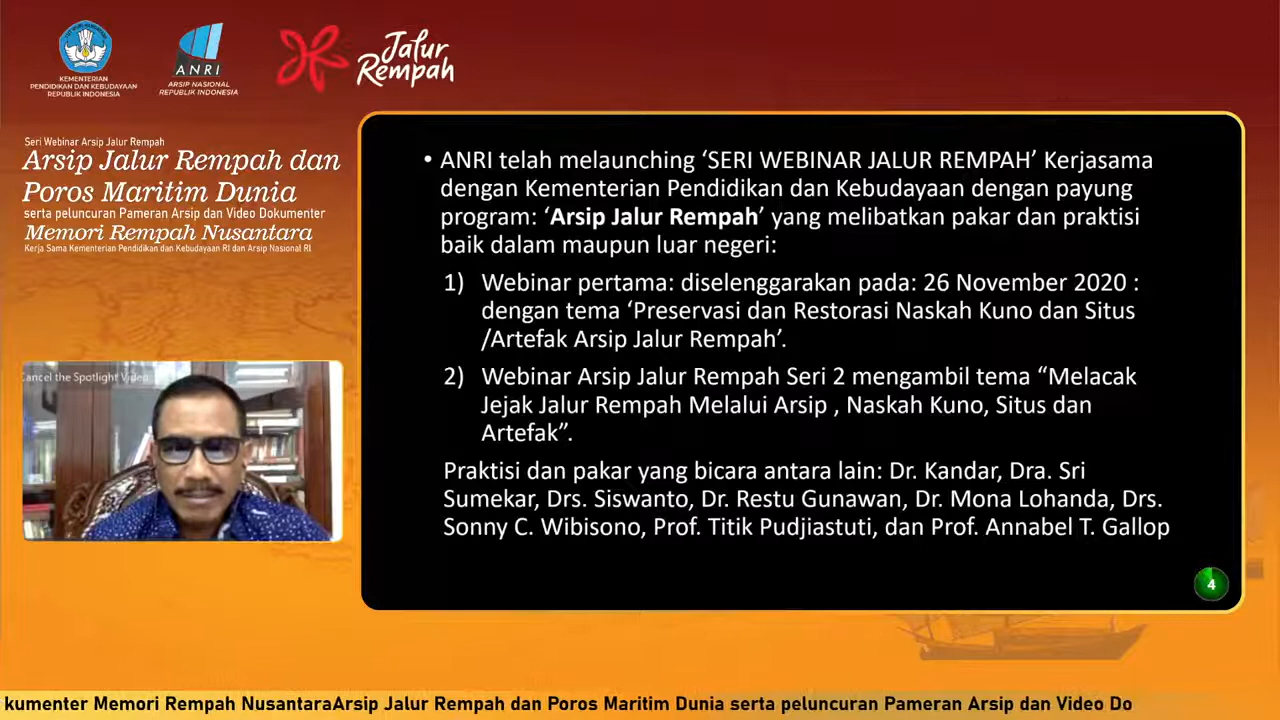 KEMENTERIAN
PENDIDIKAN DAN KEBUDAYAAN
REPUBLIK INDONESIA
ANRI
ARSIP NASIONAL
REPUBLIK INDONESIA
Jalur
Rempah
Seri Webinar Arsip Jalur Rempah
Arsip Jalur Rempah dan
Poros Maritim Dunia
serta peluncuran Pameran Arsip dan Video Dokumenter
Memori Rempah Nusantara
Kerja Sama Kementerian Pendidikan dan Kebudayaan RI dan Arsip Nasional RI
Cancel the Spotlight Video
• ANRI telah melaunching ‘SERI WEBINAR JALUR REMPAH’ Kerjasama
dengan Kementerian Pendidikan dan Kebudayaan dengan payung
program: ‘Arsip Jalur Rempah’ yang melibatkan pakar dan praktisi
baik dalam maupun luar negeri:
1) Webinar pertama: diselenggarakan pada: 26 November 2020 :
dengan tema ‘Preservasi dan Restorasi Naskah Kuno dan Situs
/Artefak Arsip Jalur Rempah’.
2) Webinar Arsip Jalur Rempah Seri 2 mengambil tema “Melacak
Jejak Jalur Rempah Melalui Arsip , Naskah Kuno, Situs dan
Artefak”.
Praktisi dan pakar yang bicara antara lain: Dr. Kandar, Dra. Sri
Sumekar, Drs. Siswanto, Dr. Restu Gunawan, Dr. Mona Lohanda, Drs.
Sonny C. Wibisono, Prof. Titik Pudjiastuti, dan Prof. Annabel T. Gallop
4
kumenter Memori Rempah NusantaraArsip Jalur Rempah dan Poros Maritim Dunia serta peluncuran Pameran Arsip dan Video Do